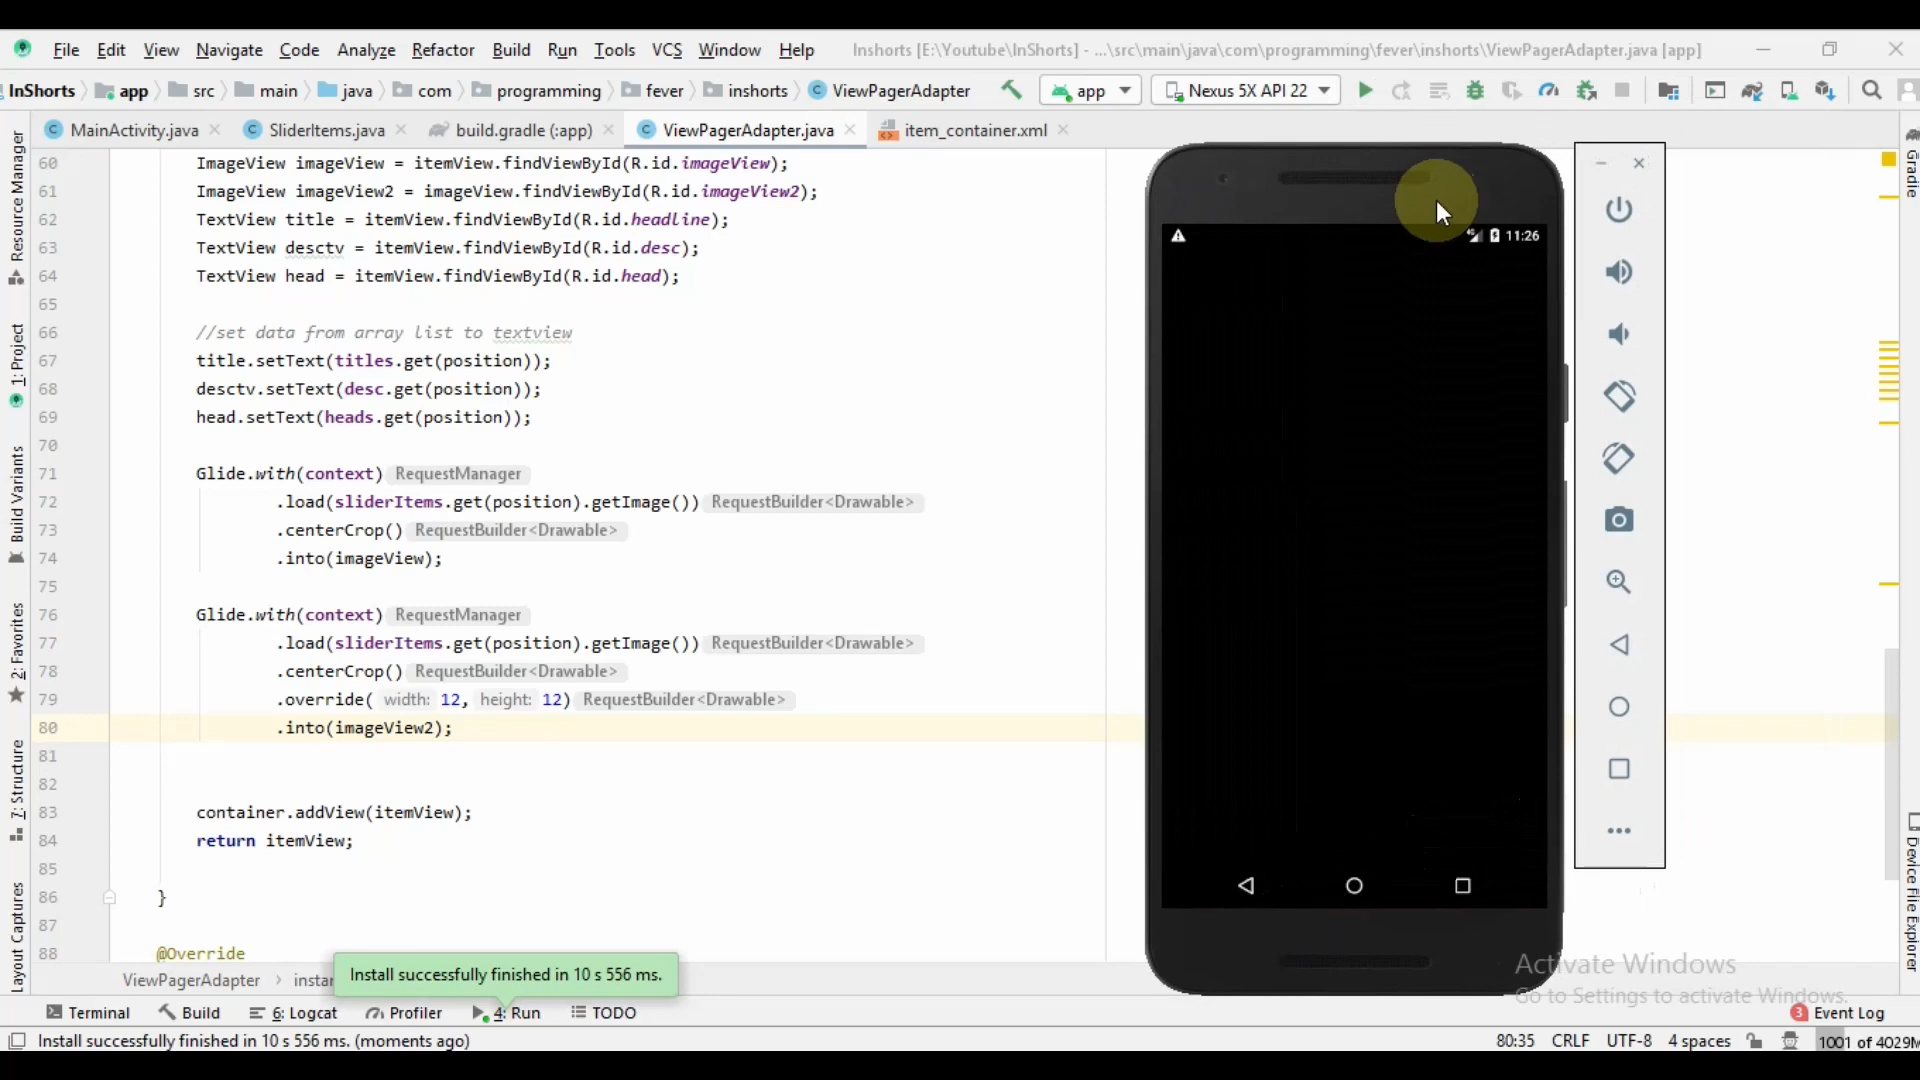 File Edit View Navigate Code Analyze Refactor Build Run Tools VCS Window Help Inshorts [E:\Youtube\InShorts] - ...\src\main\java\com\programming\fever\inshorts\ViewPagerAdapter.java [app]
InShorts app src main java com programming fever inshorts ViewPagerAdapter app Nexus 5X API 22
MainActivity.java SliderItems.java build.gradle (:app) ViewPagerAdapter.java item_container.xml
Resource Manager
1: Project
Build Variants
2: Favorites
7: Structure
Layout Captures
60 ImageView imageView = itemView.findViewById(R.id.imageView);
61 ImageView imageView2 = imageView.findViewById(R.id.imageView2);
62 TextView title = itemView.findViewById(R.id.headline);
63 TextView desctv = itemView.findViewById(R.id.desc);
64 TextView head = itemView.findViewById(R.id.head);
65
66 //set data from array list to textview
67 title.setText(titles.get(position));
68 desctv.setText(desc.get(position));
69 head.setText(heads.get(position));
70
71 Glide.with(context) RequestManager
72 .load(sliderItems.get(position).getImage()) RequestBuilder<Drawable>
73 .centerCrop() RequestBuilder<Drawable>
74 .into(imageView);
75
76 Glide.with(context) RequestManager
77 .load(sliderItems.get(position).getImage()) RequestBuilder<Drawable>
78 .centerCrop() RequestBuilder<Drawable>
79 .override( width: 12, height: 12) RequestBuilder<Drawable>
80 .into(imageView2);
81
82
83 container.addView(itemView);
84 return itemView;
85
86 }
87
88 @Override
11:26
Gradle
Device File Explorer
ViewPagerAdapter › instar
Install successfully finished in 10 s 556 ms.
Activate Windows
Go to Settings to activate Windows.
Terminal Build 6: Logcat Profiler 4: Run TODO 3 Event Log
Install successfully finished in 10 s 556 ms. (moments ago) 80:35 CRLF UTF-8 4 spaces 1001 of 4029M